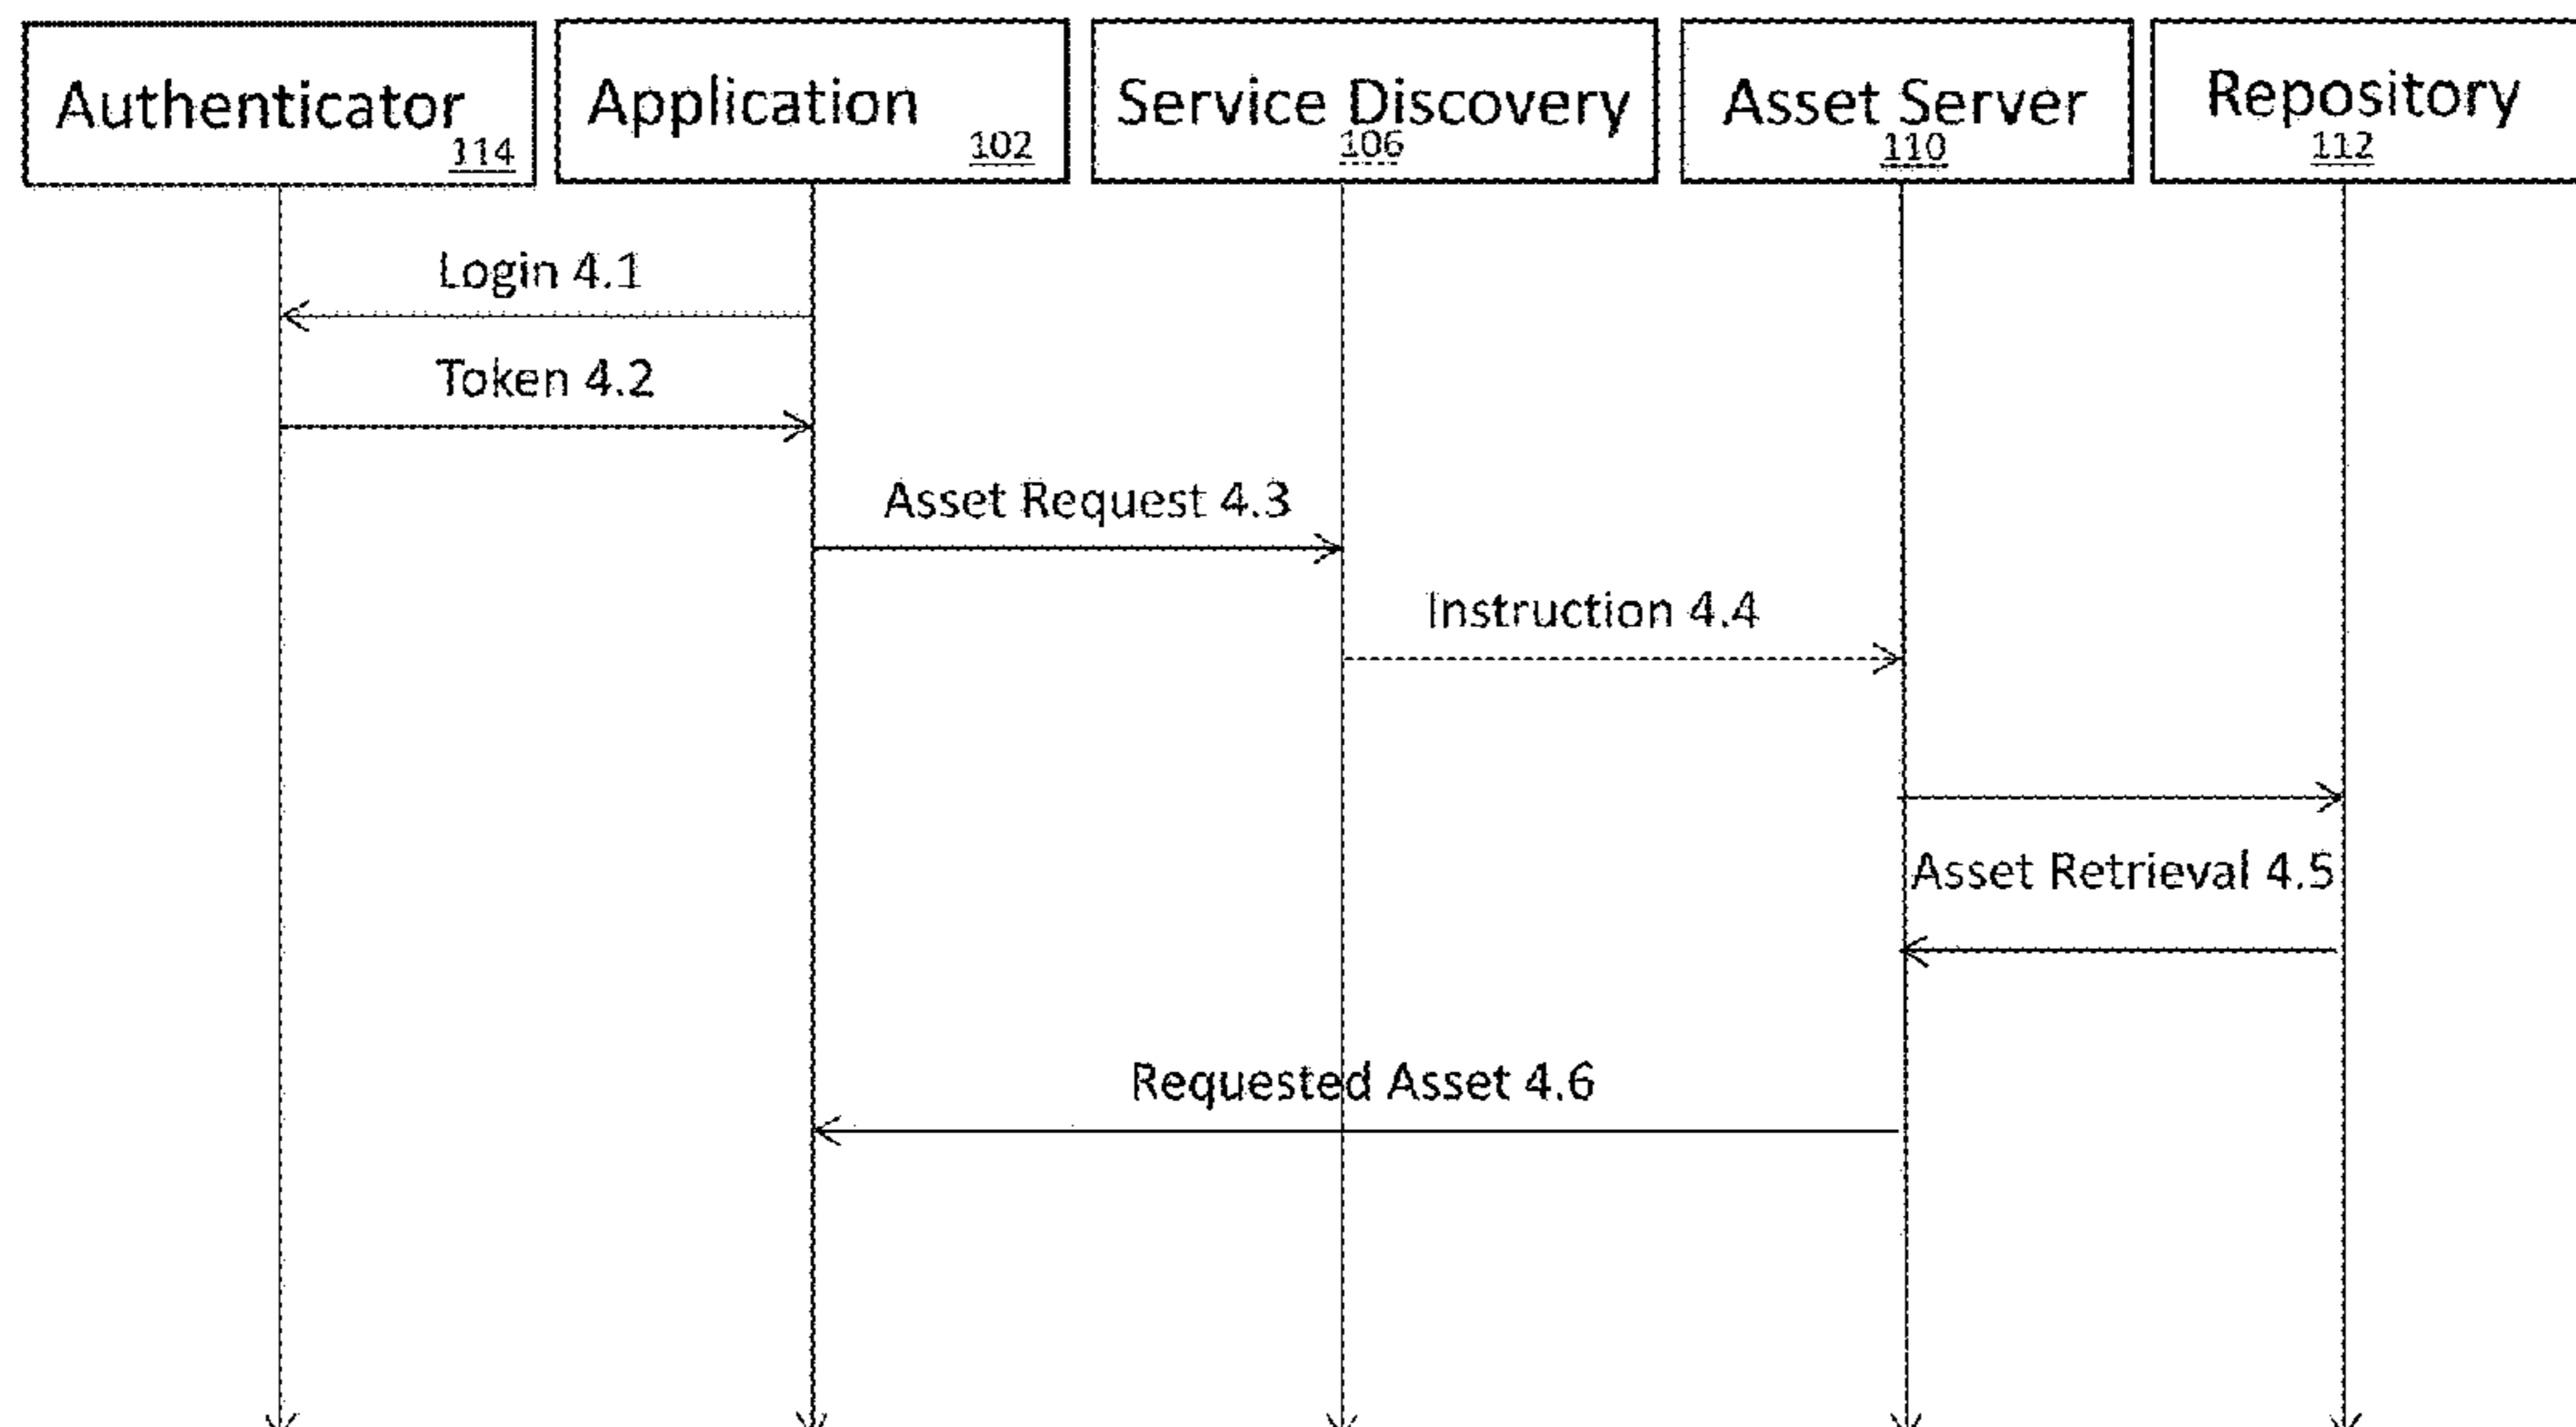 Authenticator
114
Application
102
Service Discovery
106
Asset Server
110
Repository
112
Login 4.1
Token 4.2
Asset Request 4.3
Instruction 4.4
Asset Retrieval 4.5
Requested Asset 4.6